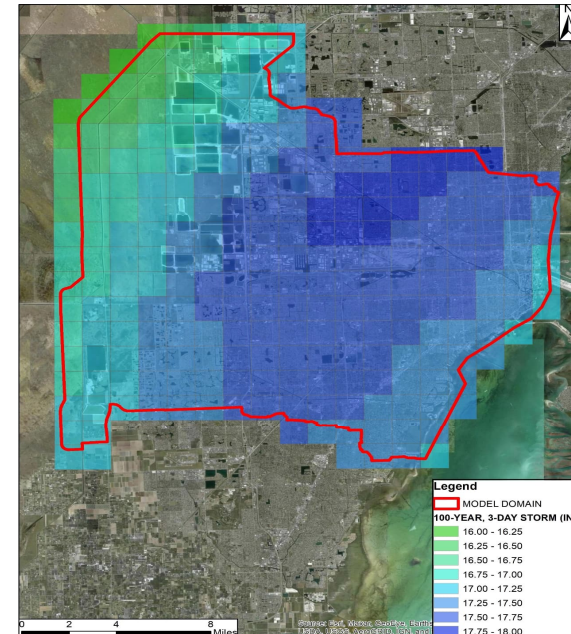 N
Legend
MODEL DOMAIN
100-YEAR, 3-DAY STORM (IN
16.00 - 16.25
16.25 - 16.50
16.50 - 16.75
16.75 - 17.00
17.00 - 17.25
17.25 - 17.50
17.50 - 17.75
17.75 - 18.00
0 2 4 8
Miles
Source: Esri, Maxar, GeoEye, Earths
USDA, USGS, AeroGRID, IGN, and